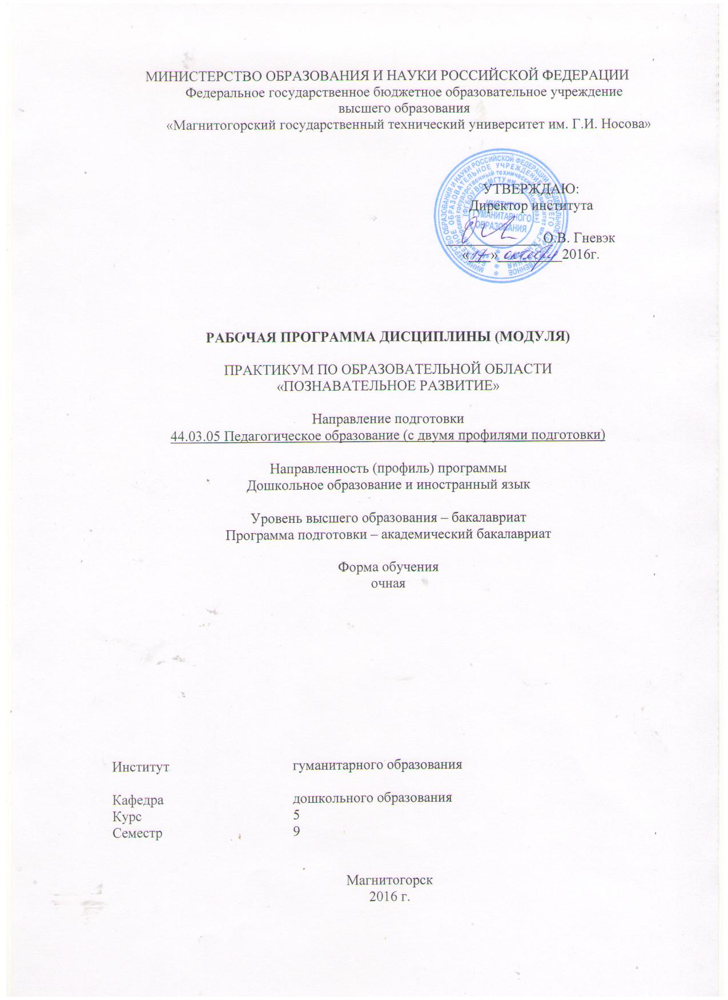 МИНИСТЕРСТВО ОБРАЗОВАНИЯ И НАУКИ РОССИЙСКОЙ ФЕДЕРАЦИИ
Федеральное государственное бюджетное образовательное учреждение
высшего образования
«Магнитогорский государственный технический университет им. Г.И. Носова»
УТВЕРЖДАЮ:
Директор института
ИНСТИТУТ
ГУМАНИТАРНОГО
ОБРАЗОВАНИЯ
О.В. Гневэк
«17» октября 2016г.
РАБОЧАЯ ПРОГРАММА ДИСЦИПЛИНЫ (МОДУЛЯ)
ПРАКТИКУМ ПО ОБРАЗОВАТЕЛЬНОЙ ОБЛАСТИ
«ПОЗНАВАТЕЛЬНОЕ РАЗВИТИЕ»
Направление подготовки
44.03.05 Педагогическое образование (с двумя профилями подготовки)
Направленность (профиль) программы
Дошкольное образование и иностранный язык
Уровень высшего образования – бакалавриат
Программа подготовки – академический бакалавриат
Форма обучения
очная
Институт гуманитарного образования
Кафедра дошкольного образования
Курс 5
Семестр 9
Магнитогорск
2016 г.